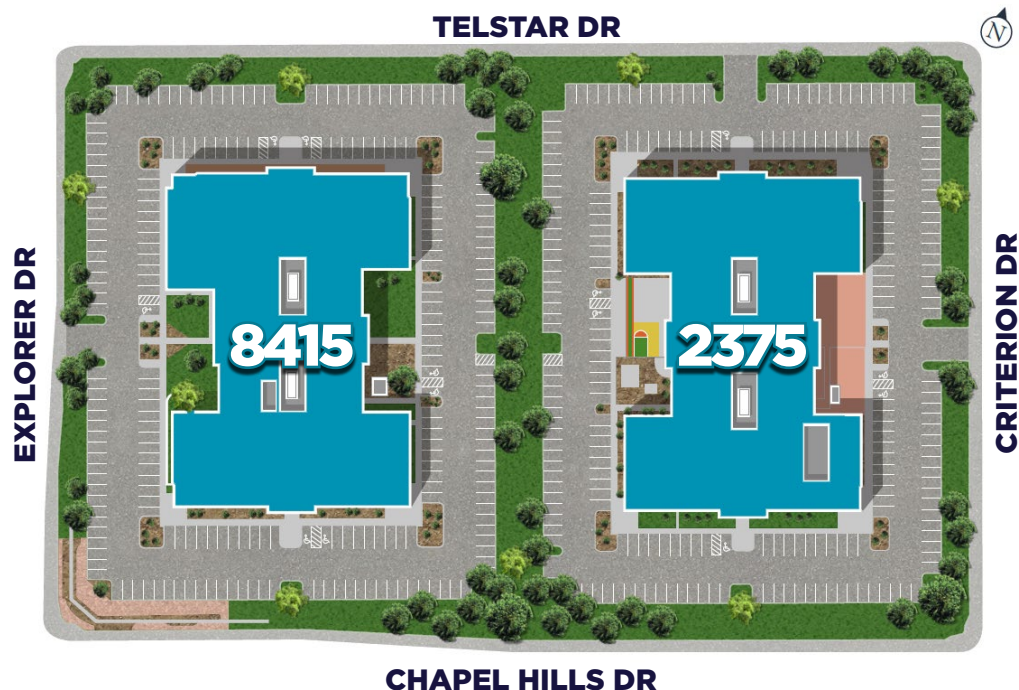 TELSTAR DR
N
EXPLORER DR
8415
2375
CRITERION DR
CHAPEL HILLS DR